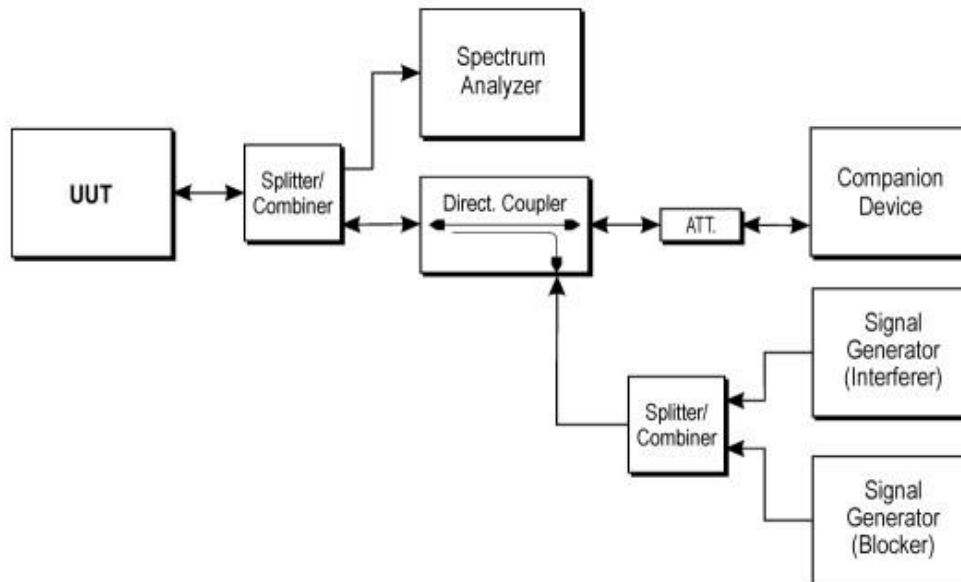 Spectrum
Analyzer
UUT
Splitter/
Combiner
Direct. Coupler
ATT.
Companion
Device
Signal
Generator
(Interferer)
Splitter/
Combiner
Signal
Generator
(Blocker)